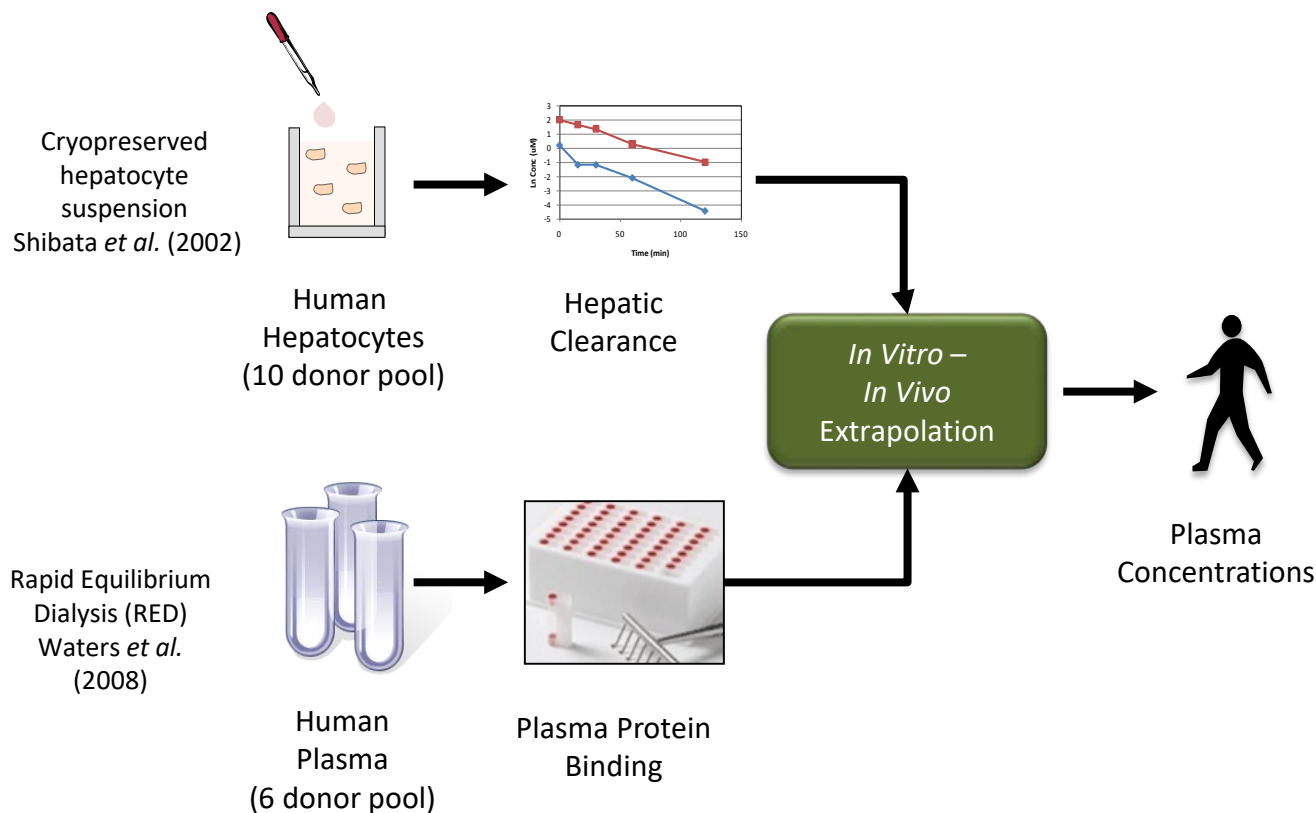 Cryopreserved
hepatocyte
suspension
Shibata et al. (2002)
Human
Hepatocytes
(10 donor pool)
3
2
1
0
-1
-2
-3
-4
-5
Ln Conc (uM)
0
50
100
150
Time (min)
Hepatic
Clearance
In Vitro –
In Vivo
Extrapolation
Plasma
Concentrations
Rapid Equilibrium
Dialysis (RED)
Waters et al.
(2008)
Human
Plasma
(6 donor pool)
Plasma Protein
Binding